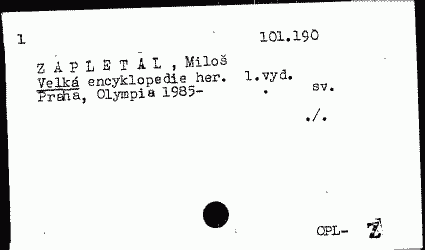 1 101.190
Z A P L E T A L , Miloš
Velká encyklopedie her. 1.vyd.
Praha, Olympia 1985- . sv.
./.
OPL- Z